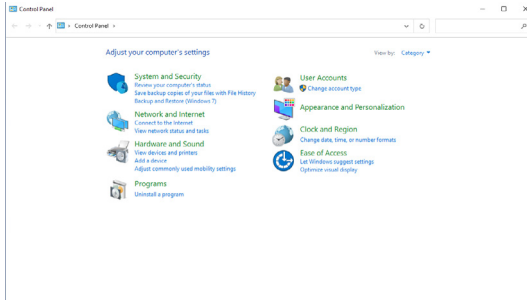 Control Panel
Control Panel
Adjust your computer's settings
View by: Category
System and Security
Review your computer's status
Save backup copies of your files with File History
Backup and Restore (Windows 7)
Network and Internet
Connect to the Internet
View network status and tasks
Hardware and Sound
View devices and printers
Add a device
Adjust commonly used mobility settings
Programs
Uninstall a program
User Accounts
Change account type
Appearance and Personalization
Clock and Region
Change date, time, or number formats
Ease of Access
Let Windows suggest settings
Optimize visual display